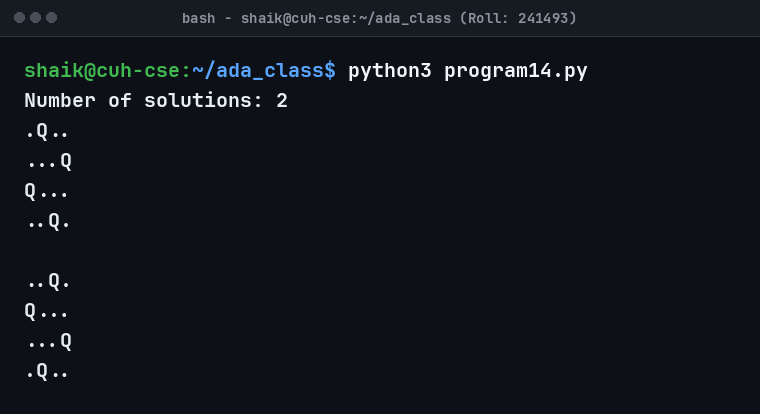 bash - shaik@cuh-cse:~/ada_class (Roll: 241493)
shaik@cuh-cse:~/ada_class$ python3 program14.py
Number of solutions: 2
.Q..
...Q
Q...
..Q.

..Q.
Q...
...Q
.Q..